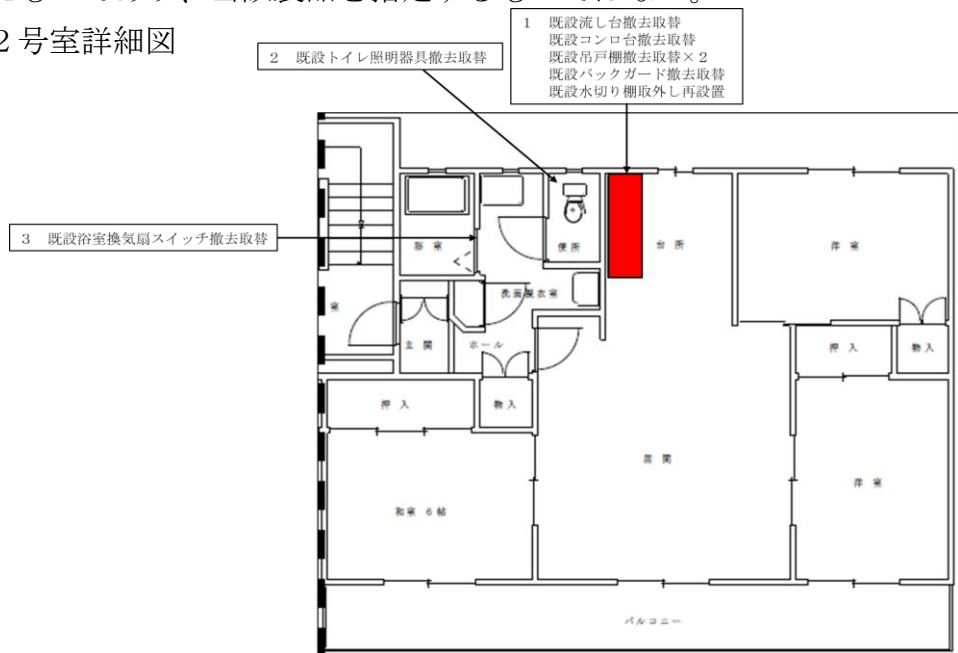 ２号室詳細図
1　既設流し台撤去取替
既設コンロ台撤去取替
既設吊戸棚撤去取替×２
既設バックガード撤去取替
既設水切り棚取外し再設置
2　既設トイレ照明器具撤去取替
3　既設浴室換気扇スイッチ撤去取替
浴室
便所
台所
洋室
洗面脱衣室
室
玄関
ホール
押入
物入
押入
物入
居間
洋室
和室 6帖
バルコニー